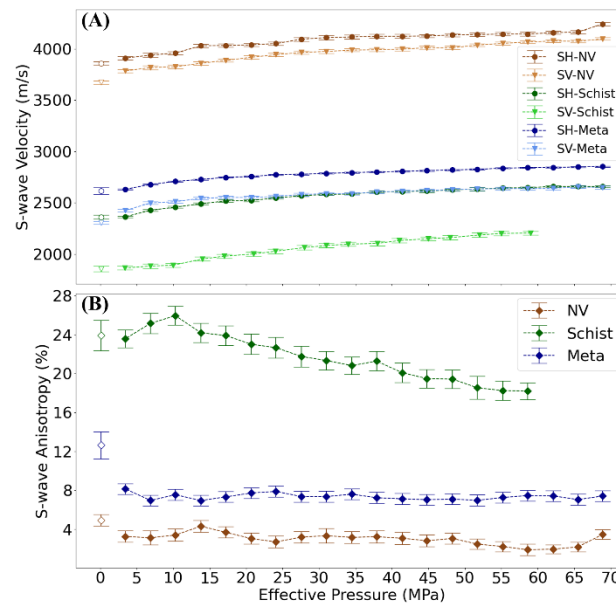 (A)
S-wave Velocity (m/s)
4000
3500
3000
2500
2000
SH-NV
SV-NV
SH-Schist
SV-Schist
SH-Meta
SV-Meta
(B)
S-wave Anisotropy (%)
28
24
20
16
12
8
4
NV
Schist
Meta
0 5 10 15 20 25 30 35 40 45 50 55 60 65 70
Effective Pressure (MPa)